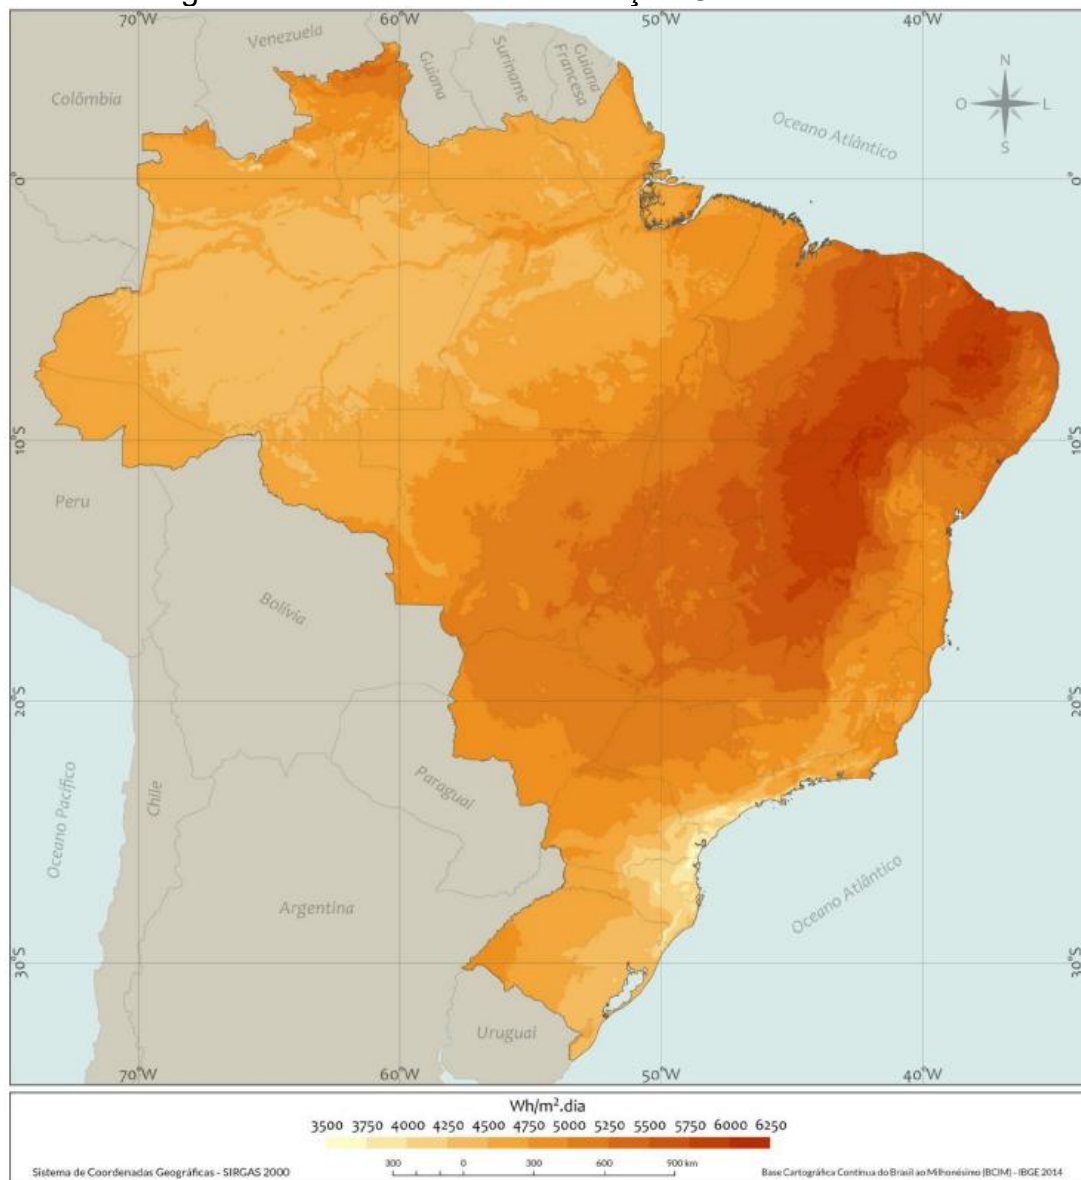 70°W 60°W 50°W 40°W
Venezuela
Guiana
Suriname
Guiana
Francesa
Colômbia
N
O L
S
Oceano Atlântico
0° 0°
10°S 10°S
Peru
Bolívia
20°S 20°S
Oceano Pacífico
Chile
Paraguai
Argentina
Oceano Atlântico
30°S 30°S
Uruguai
70°W 60°W 50°W 40°W
Wh/m².dia
3500 3750 4000 4250 4500 4750 5000 5250 5500 5750 6000 6250
300 0 300 600 900 km
Sistema de Coordenadas Geográficas - SIRGAS 2000
Base Cartográfica Contínua do Brasil ao Milhonésimo (BCIM) - IBGE 2014